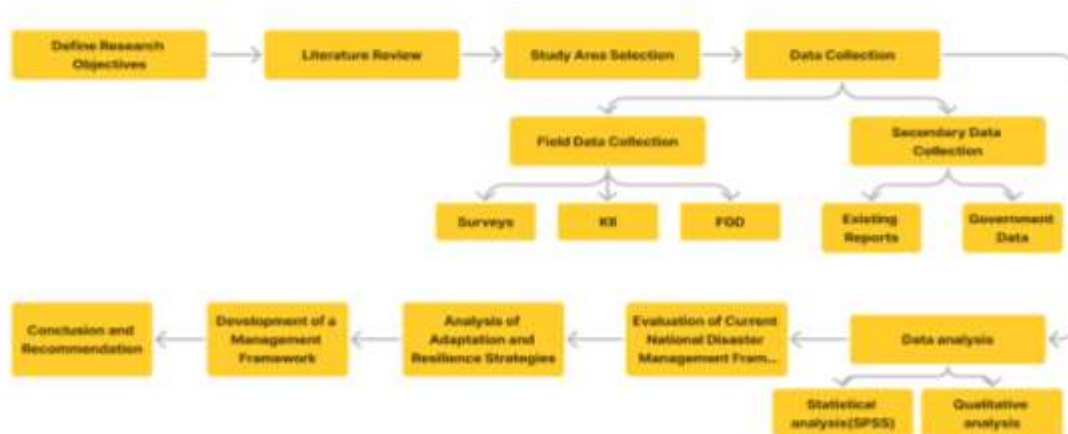 Define Research
Objectives
Literature Review
Study Area Selection
Data Collection
Field Data Collection
Secondary Data
Collection
Surveys
KII
FGD
Existing
Reports
Government
Data
Conclusion and
Recommendation
Development of a
Management
Framework
Analysis of
Adaptation and
Resilience Strategies
Evaluation of Current
National Disaster
Management Fram...
Data analysis
Statistical
analysis(SPSS)
Qualitative
analysis